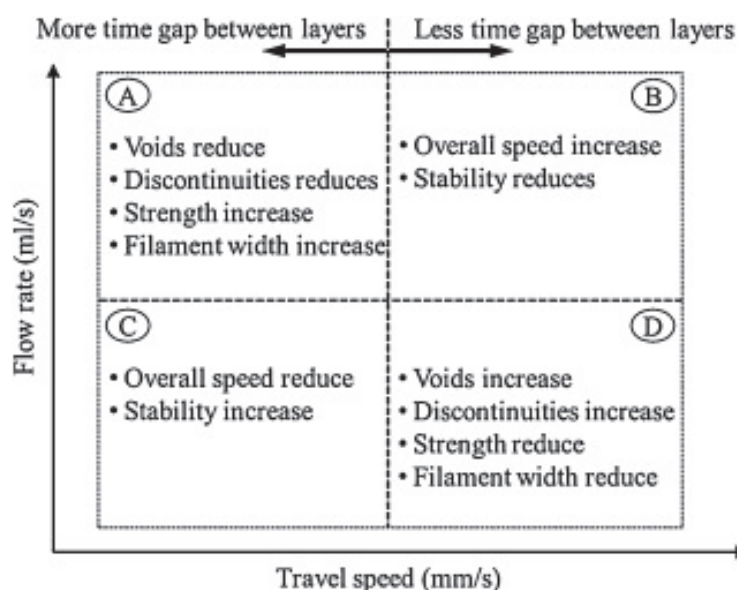 More time gap between layers
Less time gap between layers
A
• Voids reduce
• Discontinuities reduces
• Strength increase
• Filament width increase
B
• Overall speed increase
• Stability reduces
C
• Overall speed reduce
• Stability increase
D
• Voids increase
• Discontinuities increase
• Strength reduce
• Filament width reduce
Flow rate (ml/s)
Travel speed (mm/s)